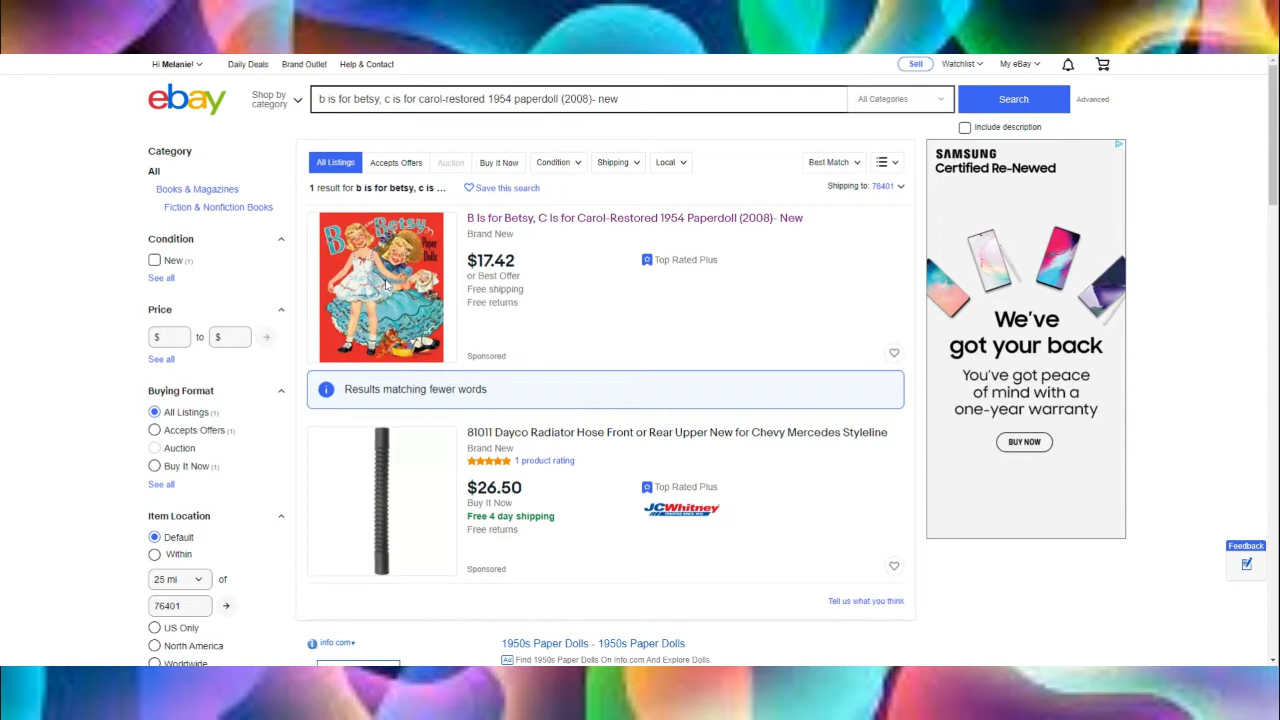 Hi Melanie!
Daily Deals
Brand Outlet
Help & Contact
Sell
Watchlist
My eBay
ebay
Shop by
category
b is for betsy, c is for carol-restored 1954 paperdoll (2008)- new
All Categories
Search
Advanced
Include description
Category
All
Books & Magazines
Fiction & Nonfiction Books
Condition
New (1)
See all
Price
$
to
$
See all
Buying Format
All Listings (1)
Accepts Offers (1)
Auction
Buy It Now (1)
See all
Item Location
Default
Within
25 mi
of
76401
US Only
North America
Worldwide
All Listings
Accepts Offers
Auction
Buy It Now
Condition
Shipping
Local
Best Match
1 result for b is for betsy, c is ...
Save this search
Shipping to: 76401
B Is for Betsy, C Is for Carol-Restored 1954 Paperdoll (2008)- New
Brand New
$17.42
or Best Offer
Free shipping
Free returns
Top Rated Plus
Sponsored
Results matching fewer words
81011 Dayco Radiator Hose Front or Rear Upper New for Chevy Mercedes Styleline
Brand New
1 product rating
$26.50
Buy It Now
Free 4 day shipping
Free returns
Top Rated Plus
JCWhitney
Sponsored
Tell us what you think
info.com
1950s Paper Dolls - 1950s Paper Dolls
Ad Find 1950s Paper Dolls On Info.com And Explore Dolls.
SAMSUNG
Certified Re-Newed
We've
got your back
You've got peace
of mind with a
one-year warranty
BUY NOW
Feedback